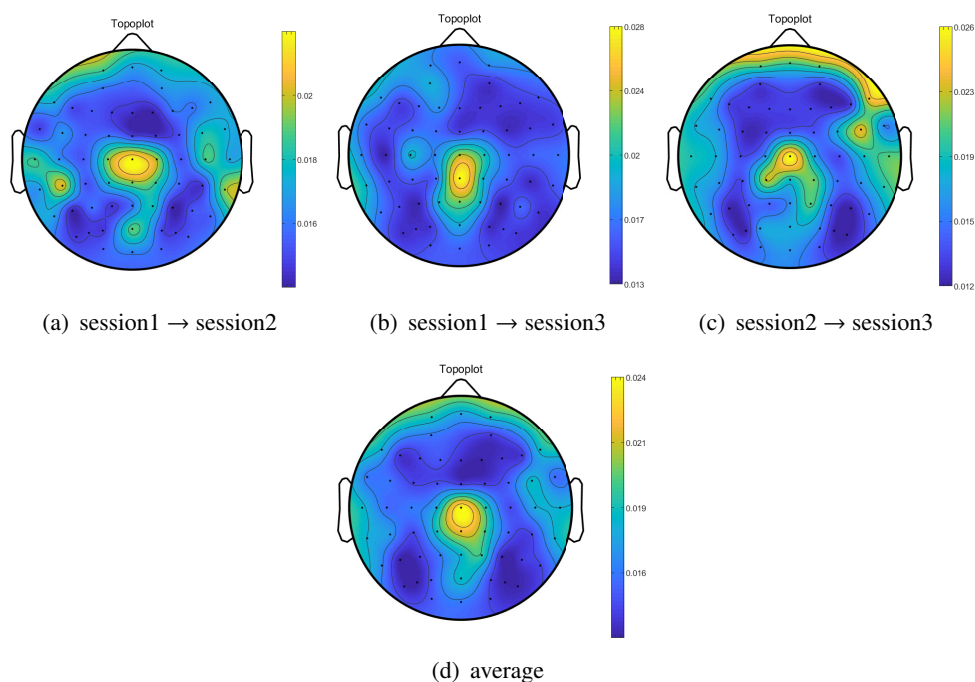 Topoplot
0.02
0.018
0.016
(a) session1 → session2
Topoplot
0.028
0.024
0.02
0.017
0.013
(b) session1 → session3
Topoplot
0.026
0.023
0.019
0.016
0.012
(c) session2 → session3
Topoplot
0.024
0.021
0.019
0.016
(d) average